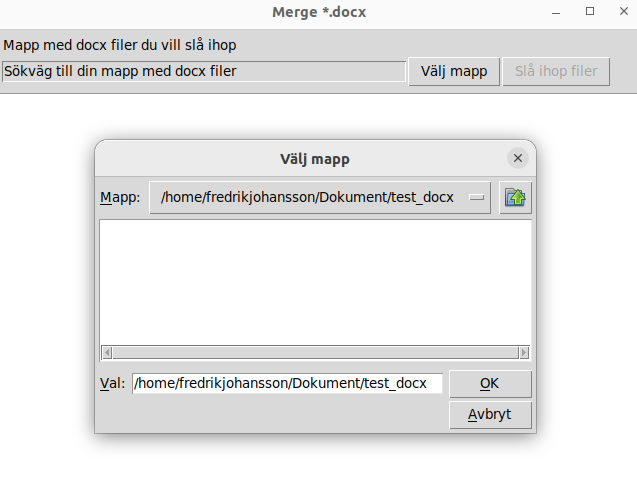 Merge *.docx
Mapp med docx filer du vill slå ihop
Sökväg till din mapp med docx filer
Välj mapp
Slå ihop filer
Välj mapp
Mapp:
/home/fredrikjohansson/Dokument/test_docx
Val:
/home/fredrikjohansson/Dokument/test_docx
OK
Avbryt